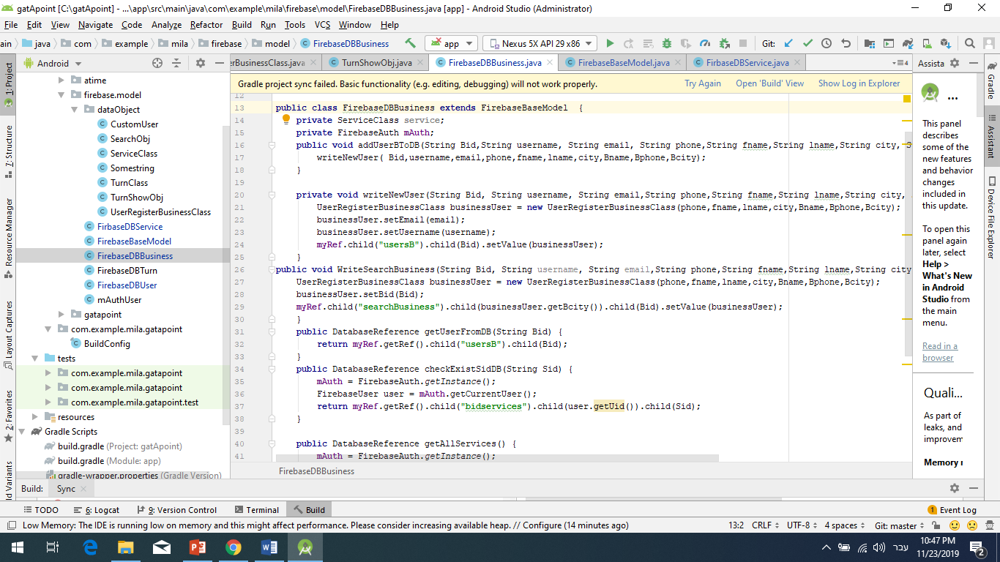 gatApoint [C:\gatApoint] - ...\app\src\main\java\com\example\mila\firebase\model\FirebaseDBBusiness.java [app] - Android Studio (Administrator)
File Edit View Navigate Code Analyze Refactor Build Run Tools VCS Window Help
ain java com example mila firebase model FirebaseDBBusiness app Nexus 5X API 29 x86 Git:
Android
erBusinessClass.java TurnShowObj.java FirebaseDBBusiness.java FirebaseBaseModel.java FirbaseDBService.java
Assista
Gradle project sync failed. Basic functionality (e.g. editing, debugging) will not work properly. Try Again Open 'Build' View Show Log in Explorer
1: Project
7: Structure
Resource Manager
Layout Captures
2: Favorites
ld Variants
atime
firebase.model
dataObject
CustomUser
SearchObj
ServiceClass
Somestring
TurnClass
TurnShowObj
UserRegisterBusinessClass
FirbaseDBService
FirebaseBaseModel
FirebaseDBBusiness
FirebaseDBTurn
FirebaseDBUser
mAuthUser
gatapoint
com.example.mila.gatapoint
BuildConfig
tests
com.example.mila.gatapoint
com.example.mila.gatapoint
com.example.mila.gatapoint.test
resources
Gradle Scripts
build.gradle (Project: gatApoint)
build.gradle (Module: app)
gradle-wrapper.properties (Gradle Version)
12
13 public class FirebaseDBBusiness extends FirebaseBaseModel {
14 private ServiceClass service;
15 private FirebaseAuth mAuth;
16 public void addUserBToDB(String Bid,String username, String email, String phone,String fname,String lname,String city, S
17 writeNewUser( Bid,username,email,phone,fname,lname,city,Bname,Bphone,Bcity);
18 }
19
20 private void writeNewUser(String Bid, String username, String email,String phone,String fname,String lname,String city,
21 UserRegisterBusinessClass businessUser = new UserRegisterBusinessClass(phone,fname,lname,city,Bname,Bphone,Bcity);
22 businessUser.setEmail(email);
23 businessUser.setUsername(username);
24 myRef.child("usersB").child(Bid).setValue(businessUser);
25 }
26 public void WriteSearchBusiness(String Bid, String username, String email,String phone,String fname,String lname,String city
27 UserRegisterBusinessClass businessUser = new UserRegisterBusinessClass(phone,fname,lname,city,Bname,Bphone,Bcity);
28 businessUser.setBid(Bid);
29 myRef.child("searchBusiness").child(businessUser.getBcity()).child(Bid).setValue(businessUser);
30 }
31 public DatabaseReference getUserFromDB(String Bid) {
32 return myRef.getRef().child("usersB").child(Bid);
33 }
34 public DatabaseReference checkExistSidDB(String Sid) {
35 mAuth = FirebaseAuth.getInstance();
36 FirebaseUser user = mAuth.getCurrentUser();
37 return myRef.getRef().child("bidservices").child(user.getUid()).child(Sid);
38 }
39
40 public DatabaseReference getAllServices() {
41 mAuth = FirebaseAuth.getInstance();
FirebaseDBBusiness
...
This panel
describes
some of the
new features
and behavior
changes
included in
this update.
To open this
panel again
later, select
Help >
What's New
in Android
Studio from
the main
menu.
Read in a
browser
Quali...
As part of
leaks, and
improvem
Memory r
Gradle
Assistant
Device File Explorer
Build: Sync
TODO 6: Logcat 9: Version Control Terminal Build 1 Event Log
Low Memory: The IDE is running low on memory and this might affect performance. Please consider increasing available heap. // Configure (14 minutes ago) 13:2 CRLF UTF-8 4 spaces Git: master
עבר 10:47 PM
11/23/2019 2